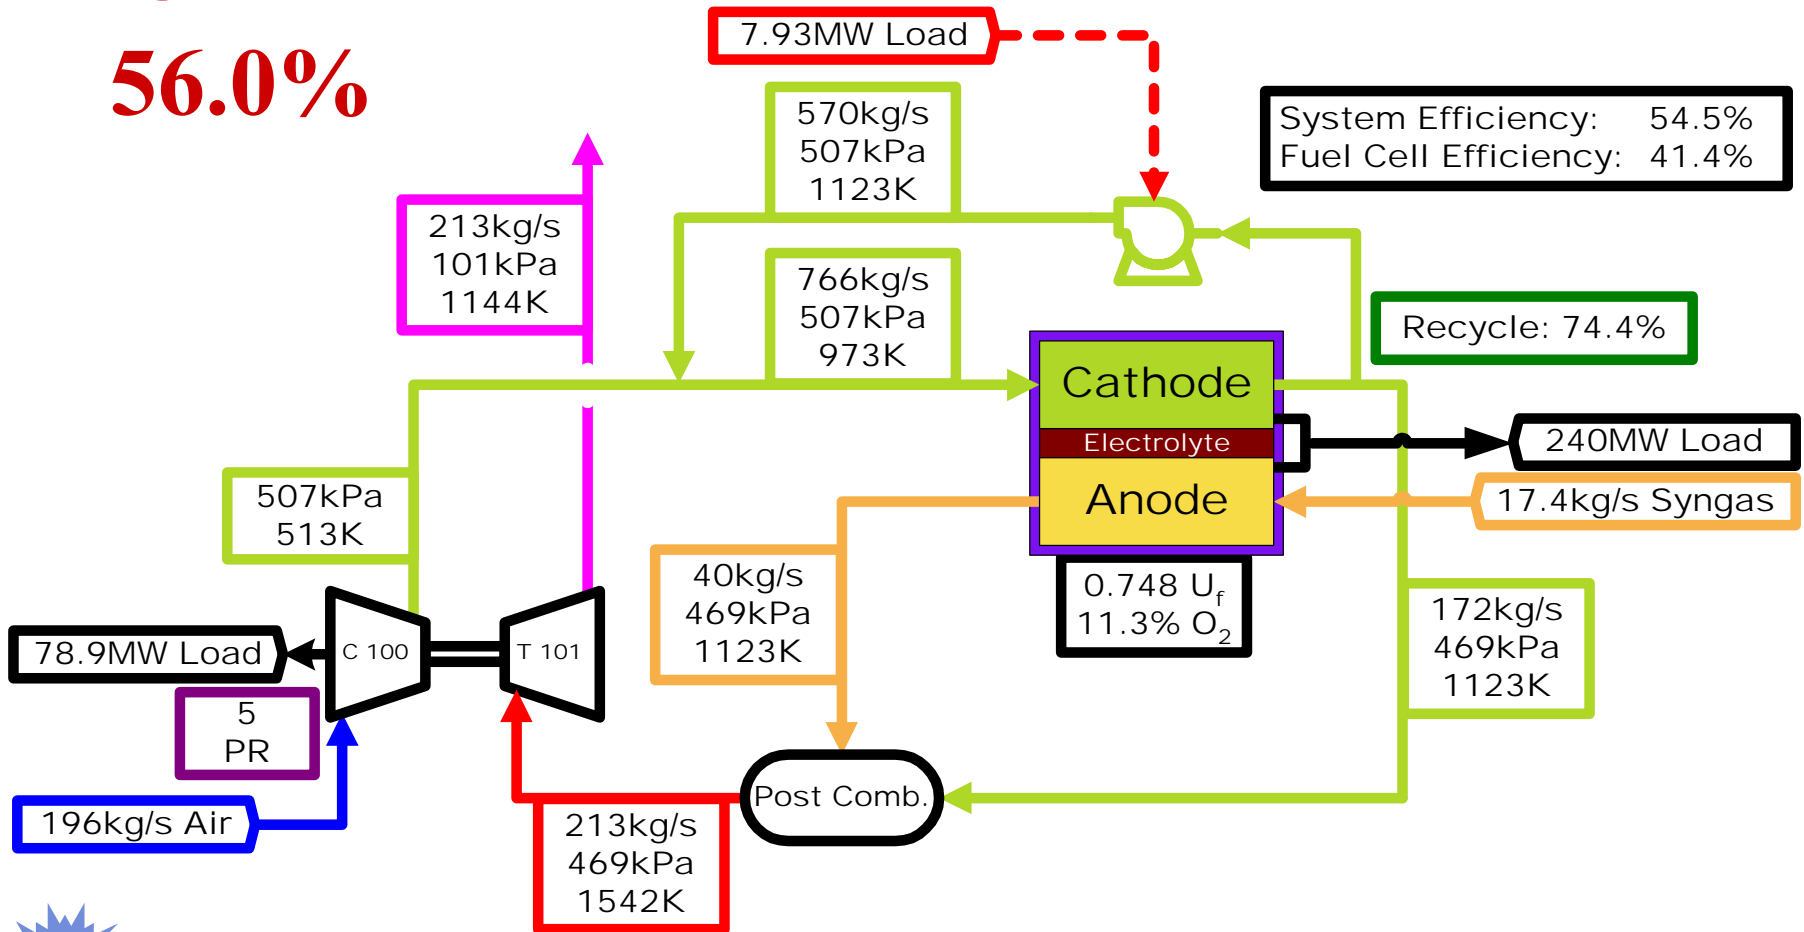 56.0%
7.93MW Load
570kg/s
507kPa
1123K
System Efficiency: 54.5%
Fuel Cell Efficiency: 41.4%
213kg/s
101kPa
1144K
766kg/s
507kPa
973K
Recycle: 74.4%
Cathode
Electrolyte
Anode
240MW Load
17.4kg/s Syngas
507kPa
513K
40kg/s
469kPa
1123K
0.748 Uf
11.3% O2
172kg/s
469kPa
1123K
78.9MW Load
C 100
T 101
5
PR
196kg/s Air
Post Comb.
213kg/s
469kPa
1542K